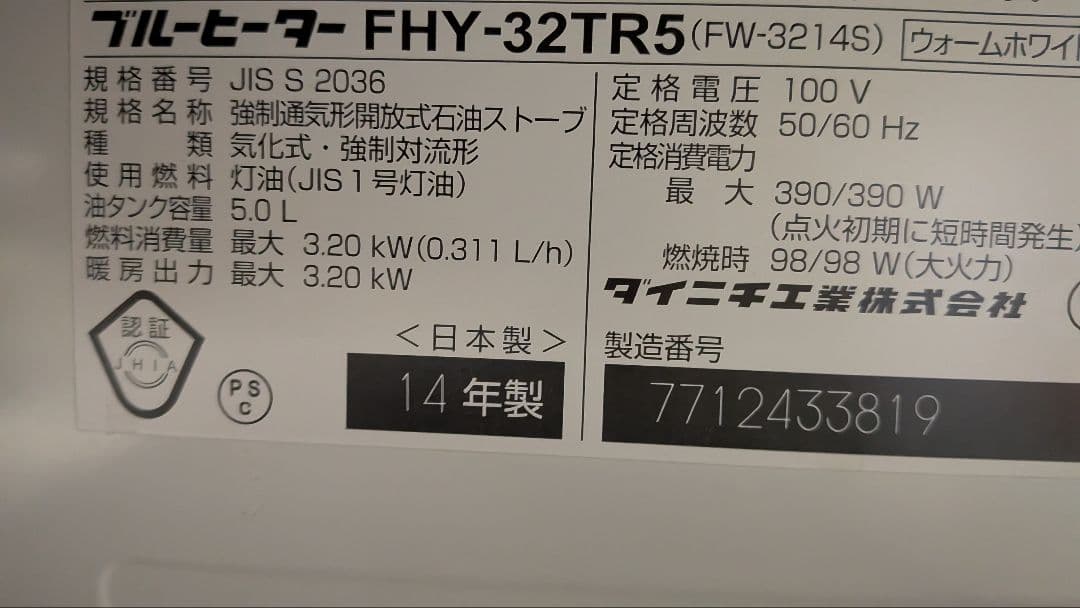 ブルーヒーター FHY-32TR5(FW-3214S) ウォームホワイ
規格番号 JIS S 2036
規格名称 強制通気形開放式石油ストーブ
種類 気化式・強制対流形
使用燃料 灯油(JIS1号灯油)
油タンク容量 5.0 L
燃料消費量 最大 3.20 kW(0.311 L/h)
暖房出力 最大 3.20 kW
認証
JHIA
PS
C
<日本製>
14 年製
定格電圧 100 V
定格周波数 50/60 Hz
定格消費電力
最大 390/390 W
(点火初期に短時間発生)
燃焼時 98/98 W(大火力)
ダイニチ工業株式会社
製造番号
7712433819